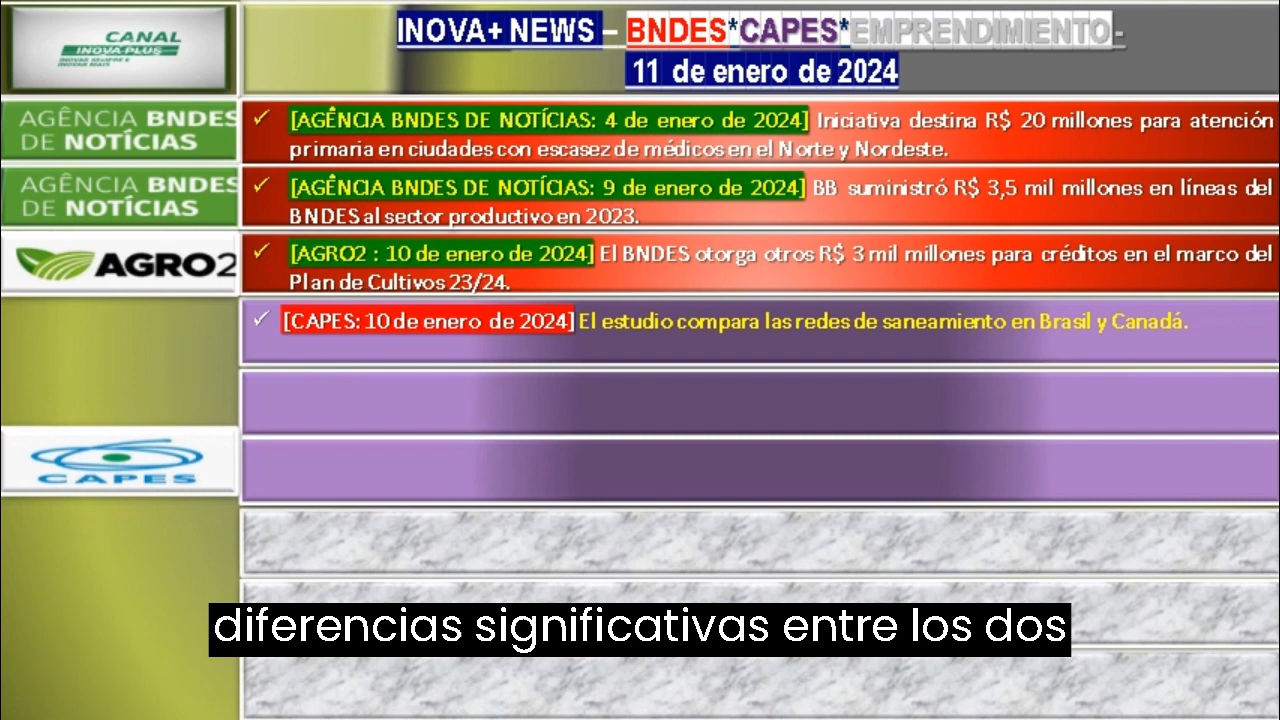 CANAL
INOVA PLUS
INOVAR SEMPRE E
INOVAR MAIS
INOVA+ NEWS – BNDES*CAPES*EMPRENDIMIENTO-
11 de enero de 2024
AGÊNCIA BNDES
DE NOTÍCIAS
✓ [AGÊNCIA BNDES DE NOTÍCIAS: 4 de enero de 2024] Iniciativa destina R$ 20 millones para atención
primaria en ciudades con escasez de médicos en el Norte y Nordeste.
AGÊNCIA BNDES
DE NOTÍCIAS
✓ [AGÊNCIA BNDES DE NOTÍCIAS: 9 de enero de 2024] BB suministró R$ 3,5 mil millones en líneas del
BNDES al sector productivo en 2023.
AGRO2
✓ [AGRO2 : 10 de enero de 2024] El BNDES otorga otros R$ 3 mil millones para créditos en el marco del
Plan de Cultivos 23/24.
✓ [CAPES: 10 de enero de 2024] El estudio compara las redes de saneamiento en Brasil y Canadá.
CAPES
diferencias significativas entre los dos